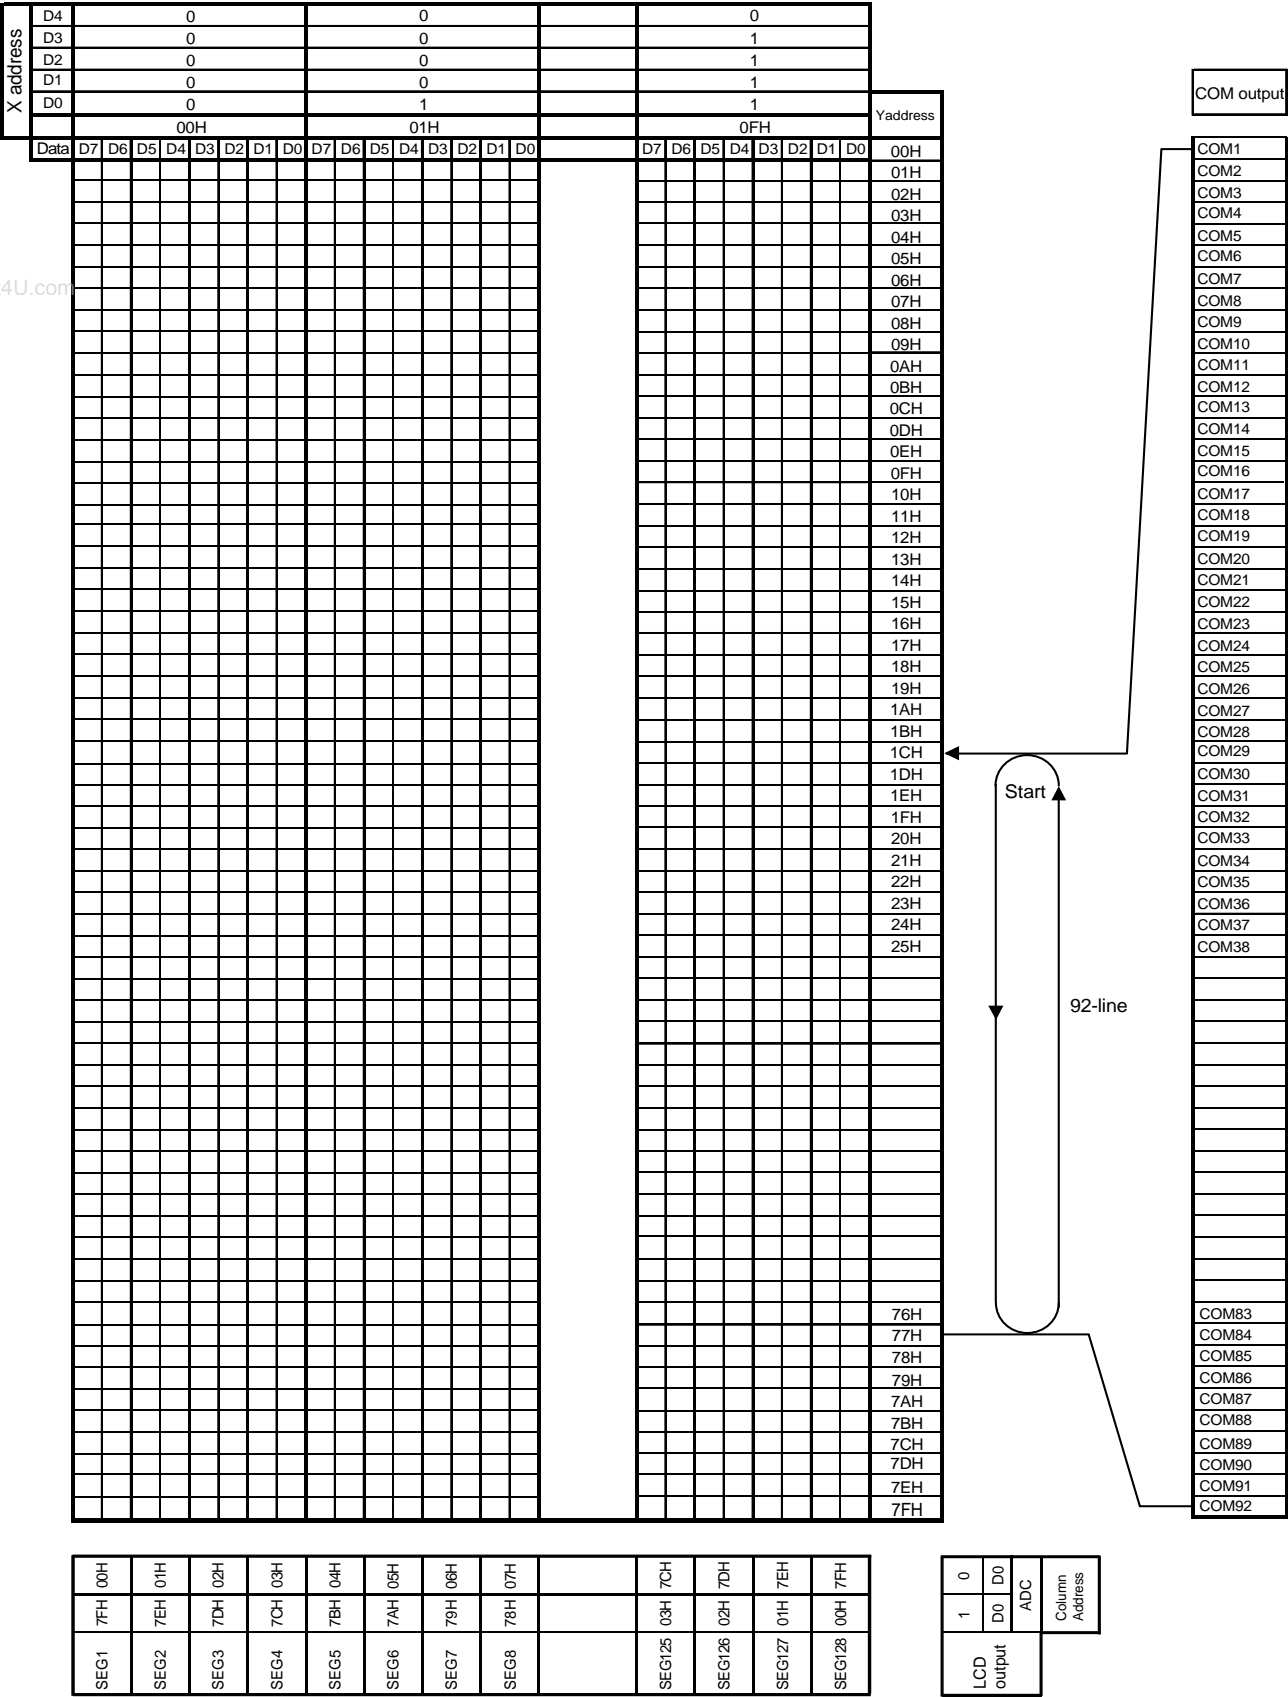 X address
D4 0 0 0
D3 0 0 1
D2 0 0 1
D1 0 0 1
D0 0 1 1
00H 01H 0FH
Yaddress
COM output
Data D7 D6 D5 D4 D3 D2 D1 D0 D7 D6 D5 D4 D3 D2 D1 D0 D7 D6 D5 D4 D3 D2 D1 D0 00H COM1
01H COM2
02H COM3
03H COM4
04H COM5
05H COM6
4U.com
06H COM7
07H COM8
08H COM9
09H COM10
0AH COM11
0BH COM12
0CH COM13
0DH COM14
0EH COM15
0FH COM16
10H COM17
11H COM18
12H COM19
13H COM20
14H COM21
15H COM22
16H COM23
17H COM24
18H COM25
19H COM26
1AH COM27
1BH COM28
1CH COM29
1DH COM30
1EH Start COM31
1FH COM32
20H COM33
21H COM34
22H COM35
23H COM36
24H COM37
25H COM38
92-line
76H COM83
77H COM84
78H COM85
79H COM86
7AH COM87
7BH COM88
7CH COM89
7DH COM90
7EH COM91
7FH COM92
00H 01H 02H 03H 04H 05H 06H 07H 7CH 7DH 7EH 7FH 0 D0
7FH 7EH 7DH 7CH 7BH 7AH 79H 78H 03H 02H 01H 00H 1 D0
ADC
Column
Address
SEG1 SEG2 SEG3 SEG4 SEG5 SEG6 SEG7 SEG8 SEG125 SEG126 SEG127 SEG128
LCD
output